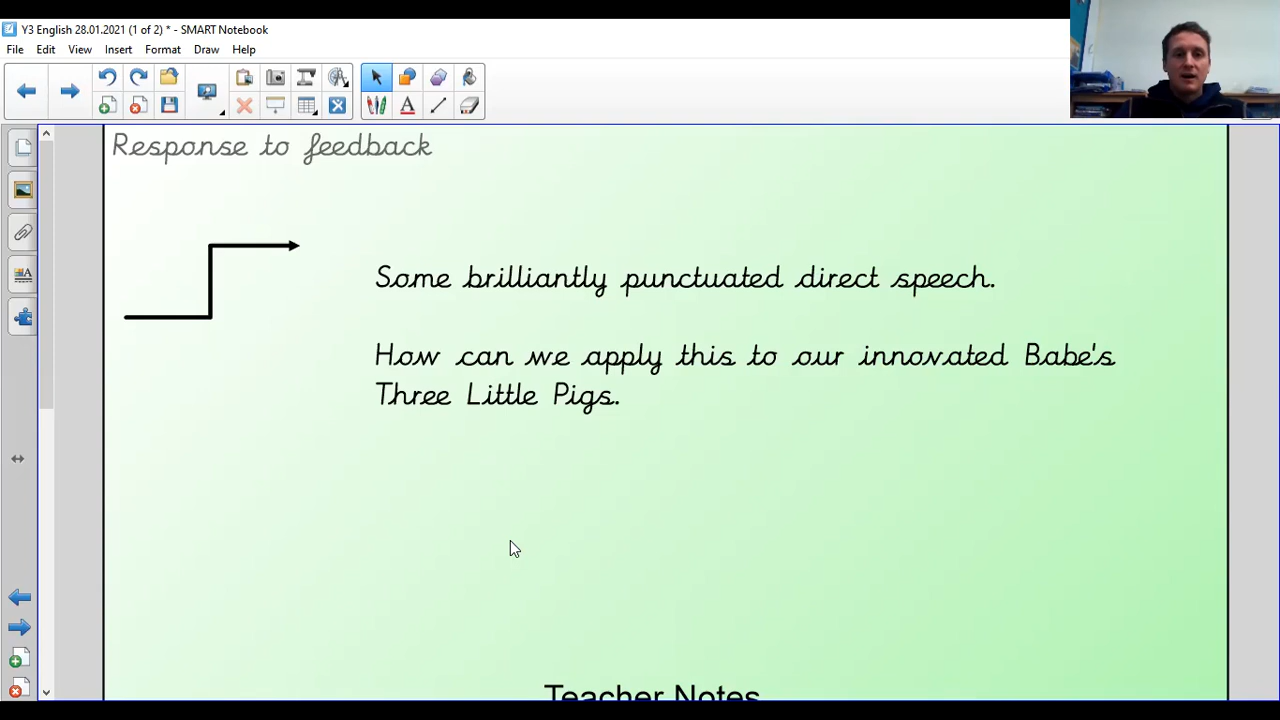 Y3 English 28.01.2021 (1 of 2) * - SMART Notebook
File Edit View Insert Format Draw Help
Response to feedback
Some brilliantly punctuated direct speech.
How can we apply this to our innovated Babe's
Three Little Pigs.
Teacher Notes